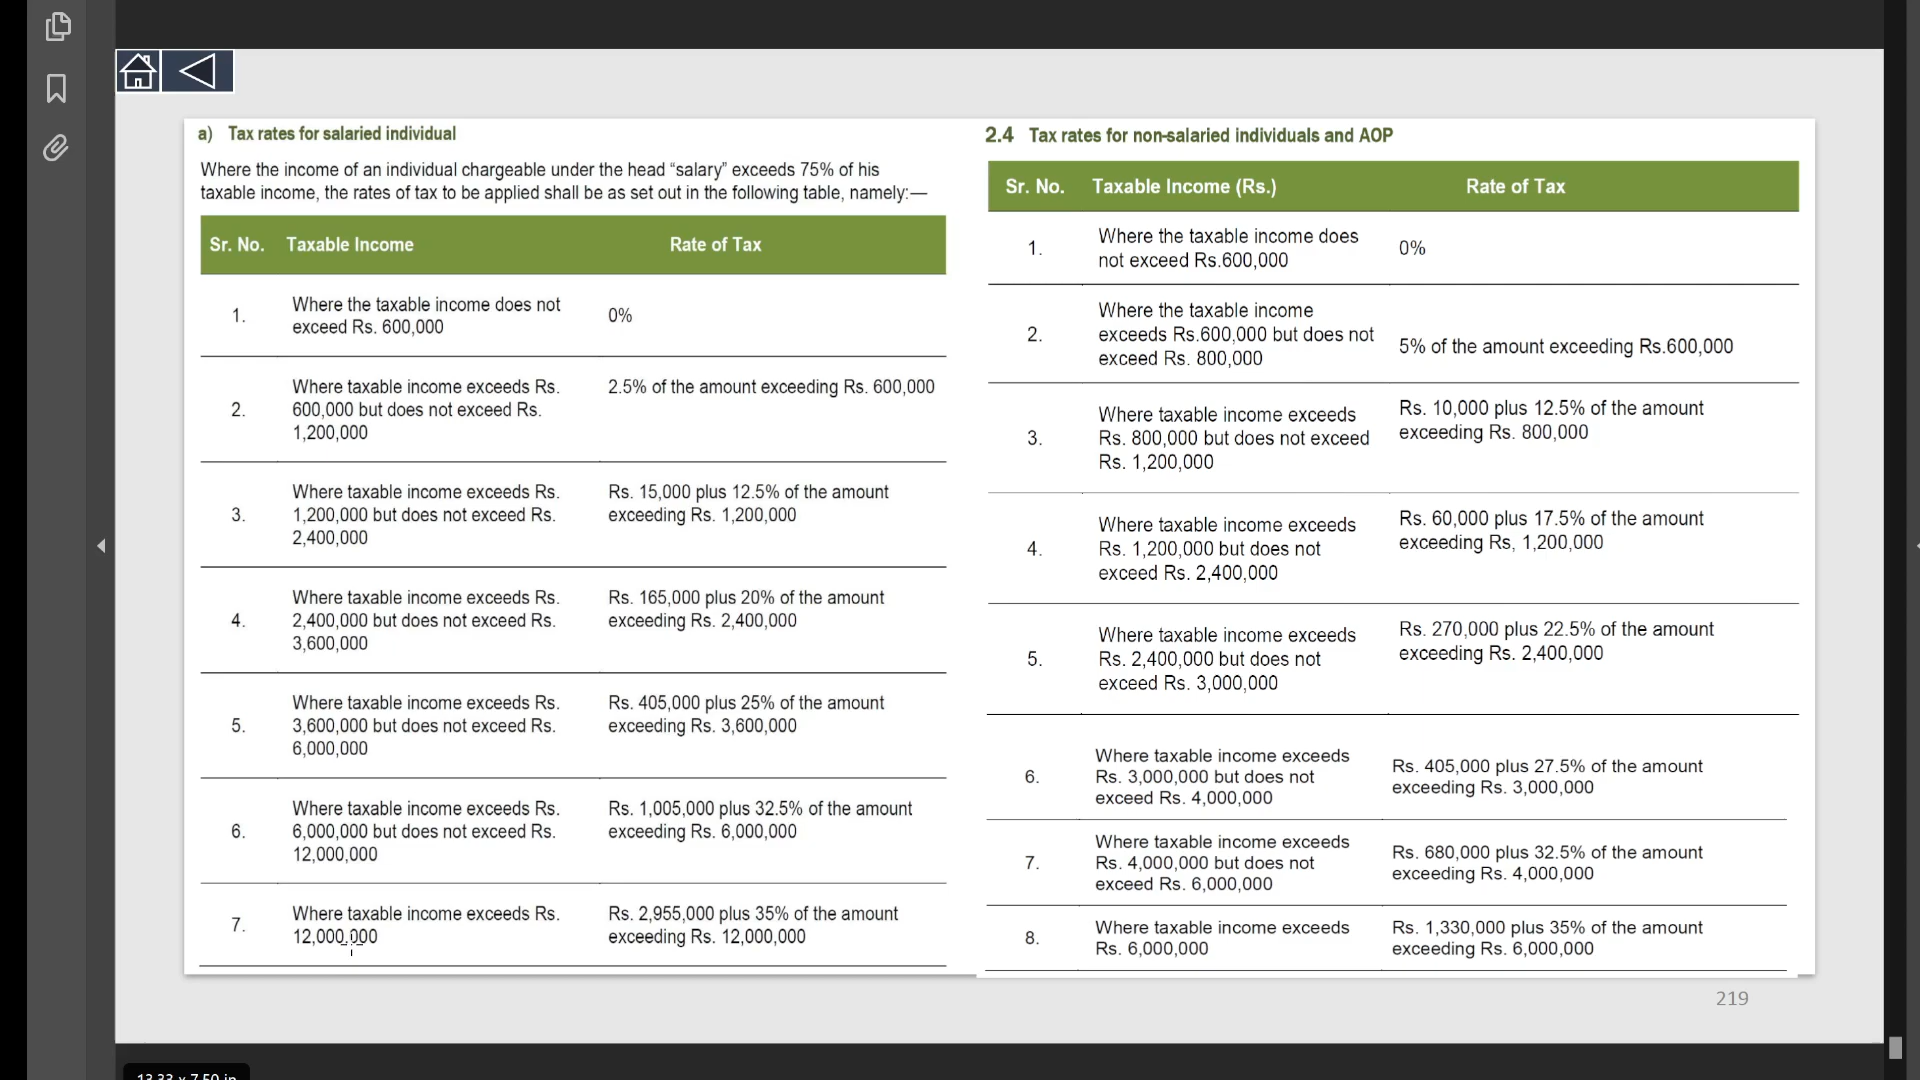 a) Tax rates for salaried individual
Where the income of an individual chargeable under the head “salary” exceeds 75% of his
taxable income, the rates of tax to be applied shall be as set out in the following table, namely:—
Sr. No. Taxable Income Rate of Tax
1. Where the taxable income does not
exceed Rs. 600,000
0%
2. Where taxable income exceeds Rs.
600,000 but does not exceed Rs.
1,200,000
2.5% of the amount exceeding Rs. 600,000
3. Where taxable income exceeds Rs.
1,200,000 but does not exceed Rs.
2,400,000
Rs. 15,000 plus 12.5% of the amount
exceeding Rs. 1,200,000
4. Where taxable income exceeds Rs.
2,400,000 but does not exceed Rs.
3,600,000
Rs. 165,000 plus 20% of the amount
exceeding Rs. 2,400,000
5. Where taxable income exceeds Rs.
3,600,000 but does not exceed Rs.
6,000,000
Rs. 405,000 plus 25% of the amount
exceeding Rs. 3,600,000
6. Where taxable income exceeds Rs.
6,000,000 but does not exceed Rs.
12,000,000
Rs. 1,005,000 plus 32.5% of the amount
exceeding Rs. 6,000,000
7. Where taxable income exceeds Rs.
12,000,000
Rs. 2,955,000 plus 35% of the amount
exceeding Rs. 12,000,000
2.4 Tax rates for non-salaried individuals and AOP
Sr. No. Taxable Income (Rs.) Rate of Tax
1. Where the taxable income does
not exceed Rs.600,000
0%
2. Where the taxable income
exceeds Rs.600,000 but does not
exceed Rs. 800,000
5% of the amount exceeding Rs.600,000
3. Where taxable income exceeds
Rs. 800,000 but does not exceed
Rs. 1,200,000
Rs. 10,000 plus 12.5% of the amount
exceeding Rs. 800,000
4. Where taxable income exceeds
Rs. 1,200,000 but does not
exceed Rs. 2,400,000
Rs. 60,000 plus 17.5% of the amount
exceeding Rs, 1,200,000
5. Where taxable income exceeds
Rs. 2,400,000 but does not
exceed Rs. 3,000,000
Rs. 270,000 plus 22.5% of the amount
exceeding Rs. 2,400,000
6. Where taxable income exceeds
Rs. 3,000,000 but does not
exceed Rs. 4,000,000
Rs. 405,000 plus 27.5% of the amount
exceeding Rs. 3,000,000
7. Where taxable income exceeds
Rs. 4,000,000 but does not
exceed Rs. 6,000,000
Rs. 680,000 plus 32.5% of the amount
exceeding Rs. 4,000,000
8. Where taxable income exceeds
Rs. 6,000,000
Rs. 1,330,000 plus 35% of the amount
exceeding Rs. 6,000,000
219
13.33 x 7.50 in